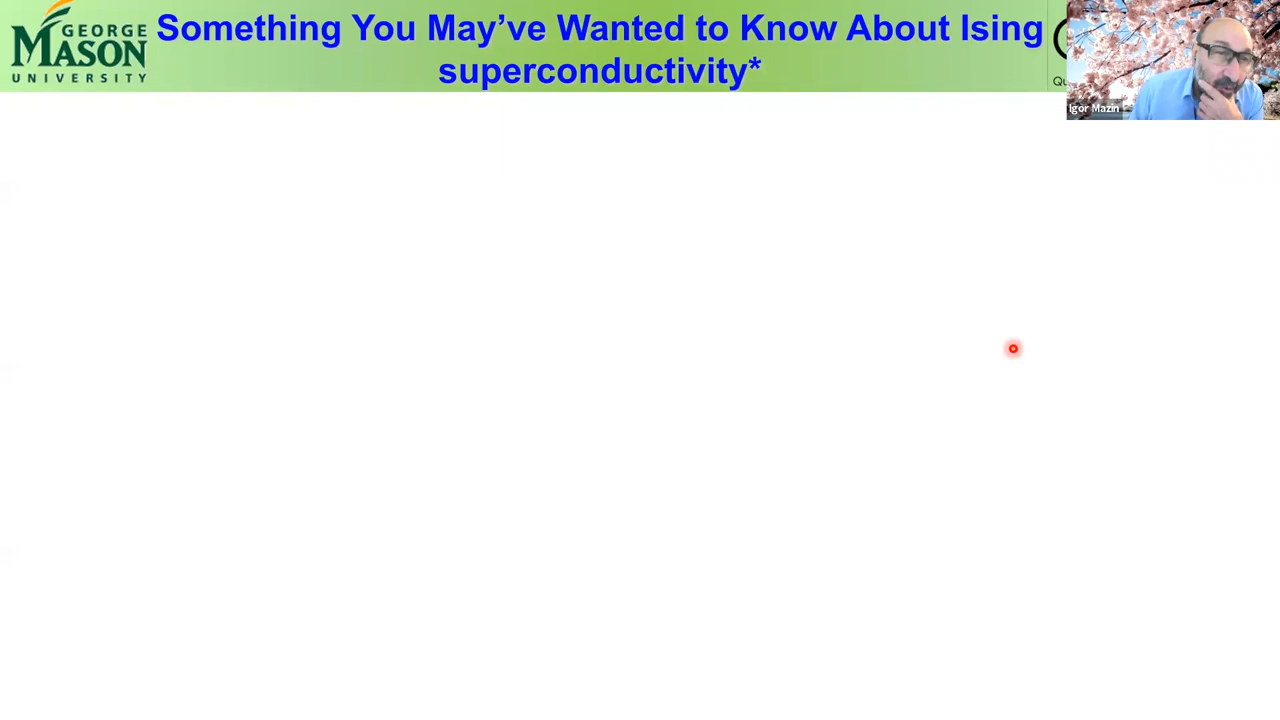 GEORGE
MASON
UNIVERSITY
Something You May’ve Wanted to Know About Ising
superconductivity*
Igor Mazin